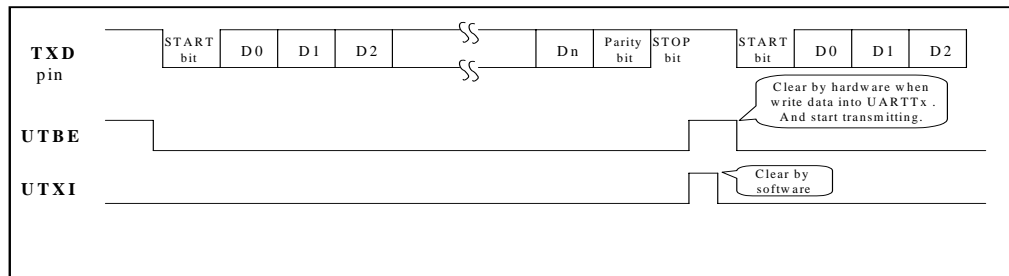 TXD
pin
START
bit
D0
D1
D2
Dn
Parity
bit
STOP
bit
START
bit
D0
D1
D2
Clear by hardware when
write data into UARTTx .
And start transmitting.
UTBE
UTXI
Clear by
software